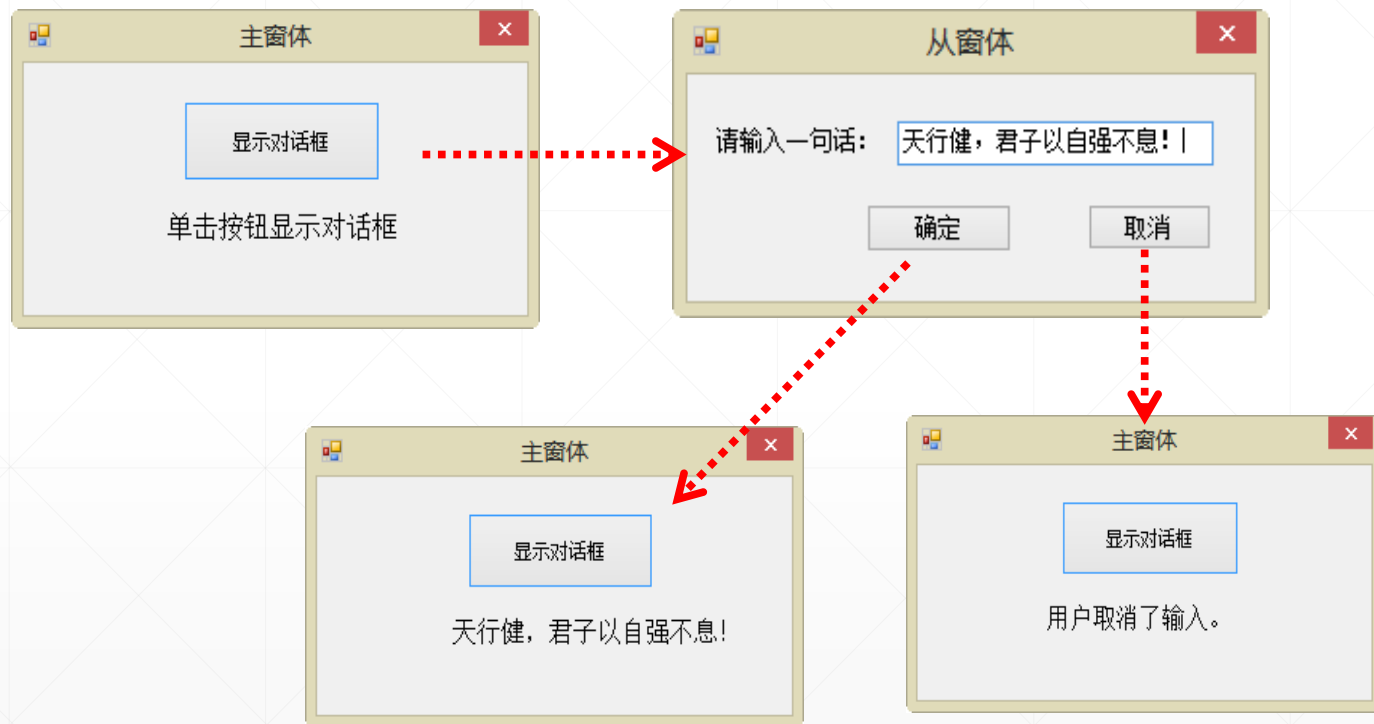 主窗体
显示对话框
单击按钮显示对话框
从窗体
请输入一句话：
天行健，君子以自强不息！
确定
取消
主窗体
显示对话框
天行健，君子以自强不息！
主窗体
显示对话框
用户取消了输入。